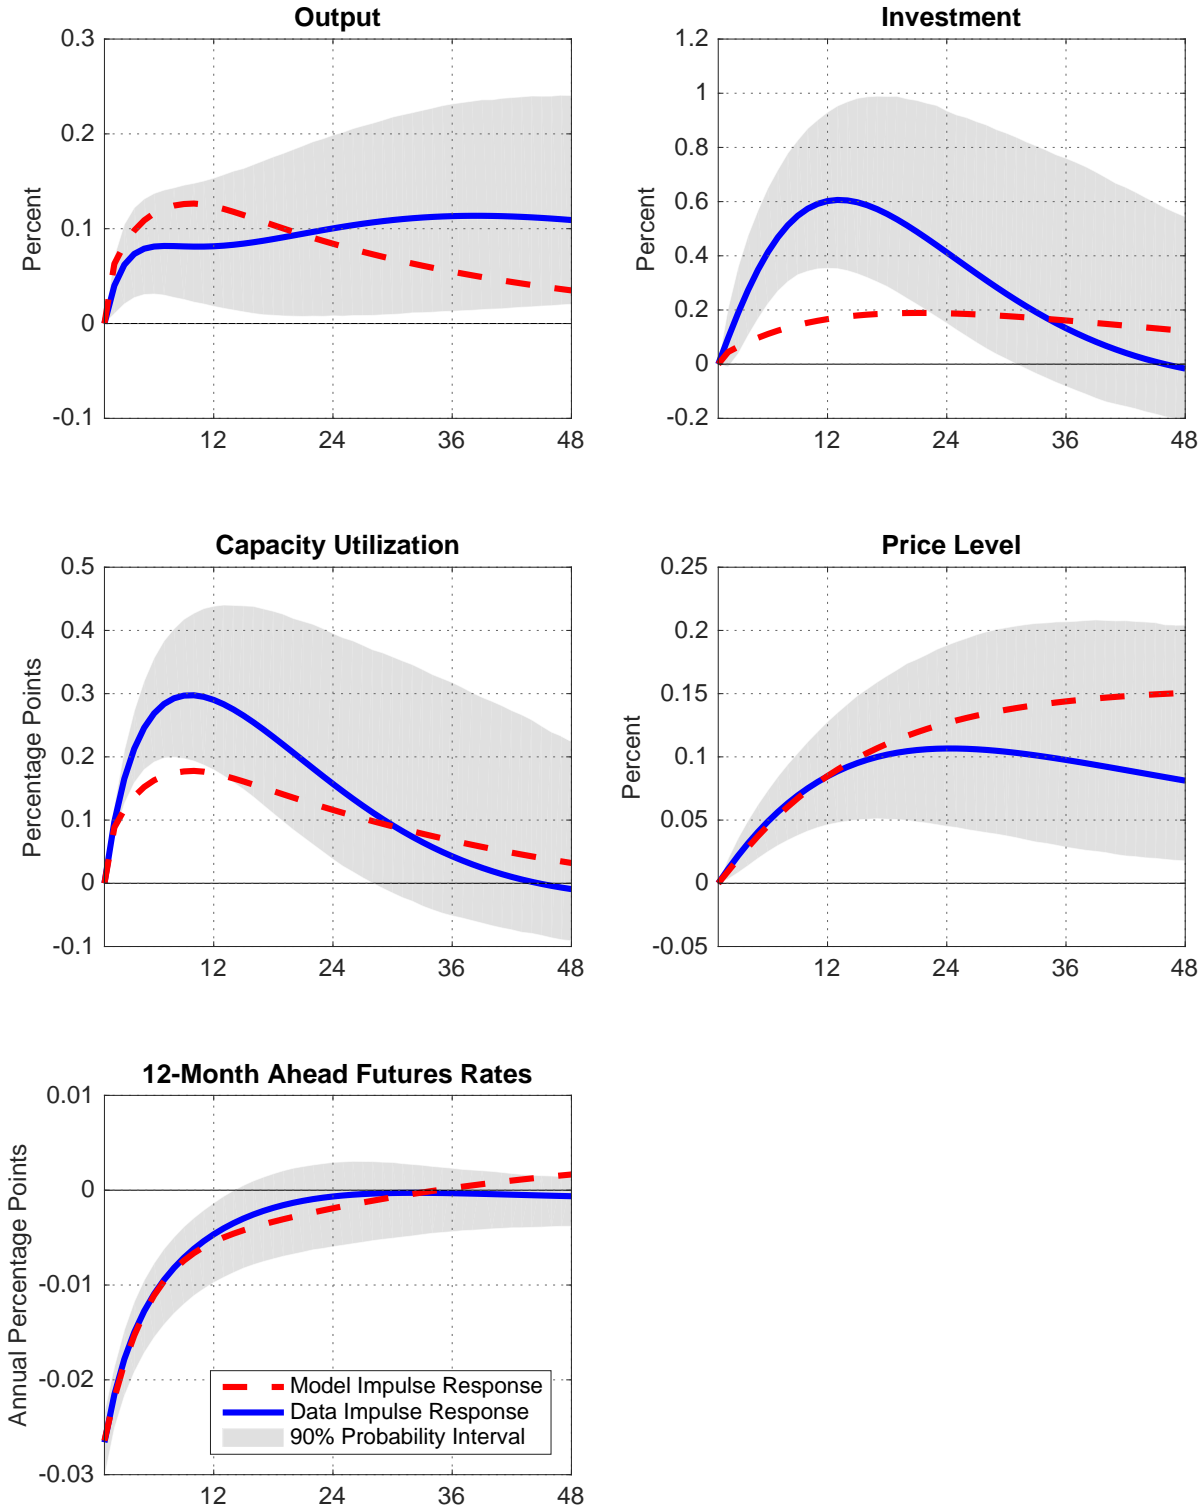 Output
0.3
0.2
0.1
0
-0.1
Percent
12 24 36 48
Investment
1.2
1
0.8
0.6
0.4
0.2
0
-0.2
Percent
12 24 36 48
Capacity Utilization
0.5
0.4
0.3
0.2
0.1
0
-0.1
Percentage Points
12 24 36 48
Price Level
0.25
0.2
0.15
0.1
0.05
0
-0.05
Percent
12 24 36 48
12-Month Ahead Futures Rates
0.01
0
-0.01
-0.02
-0.03
Annual Percentage Points
Model Impulse Response
Data Impulse Response
90% Probability Interval
12 24 36 48